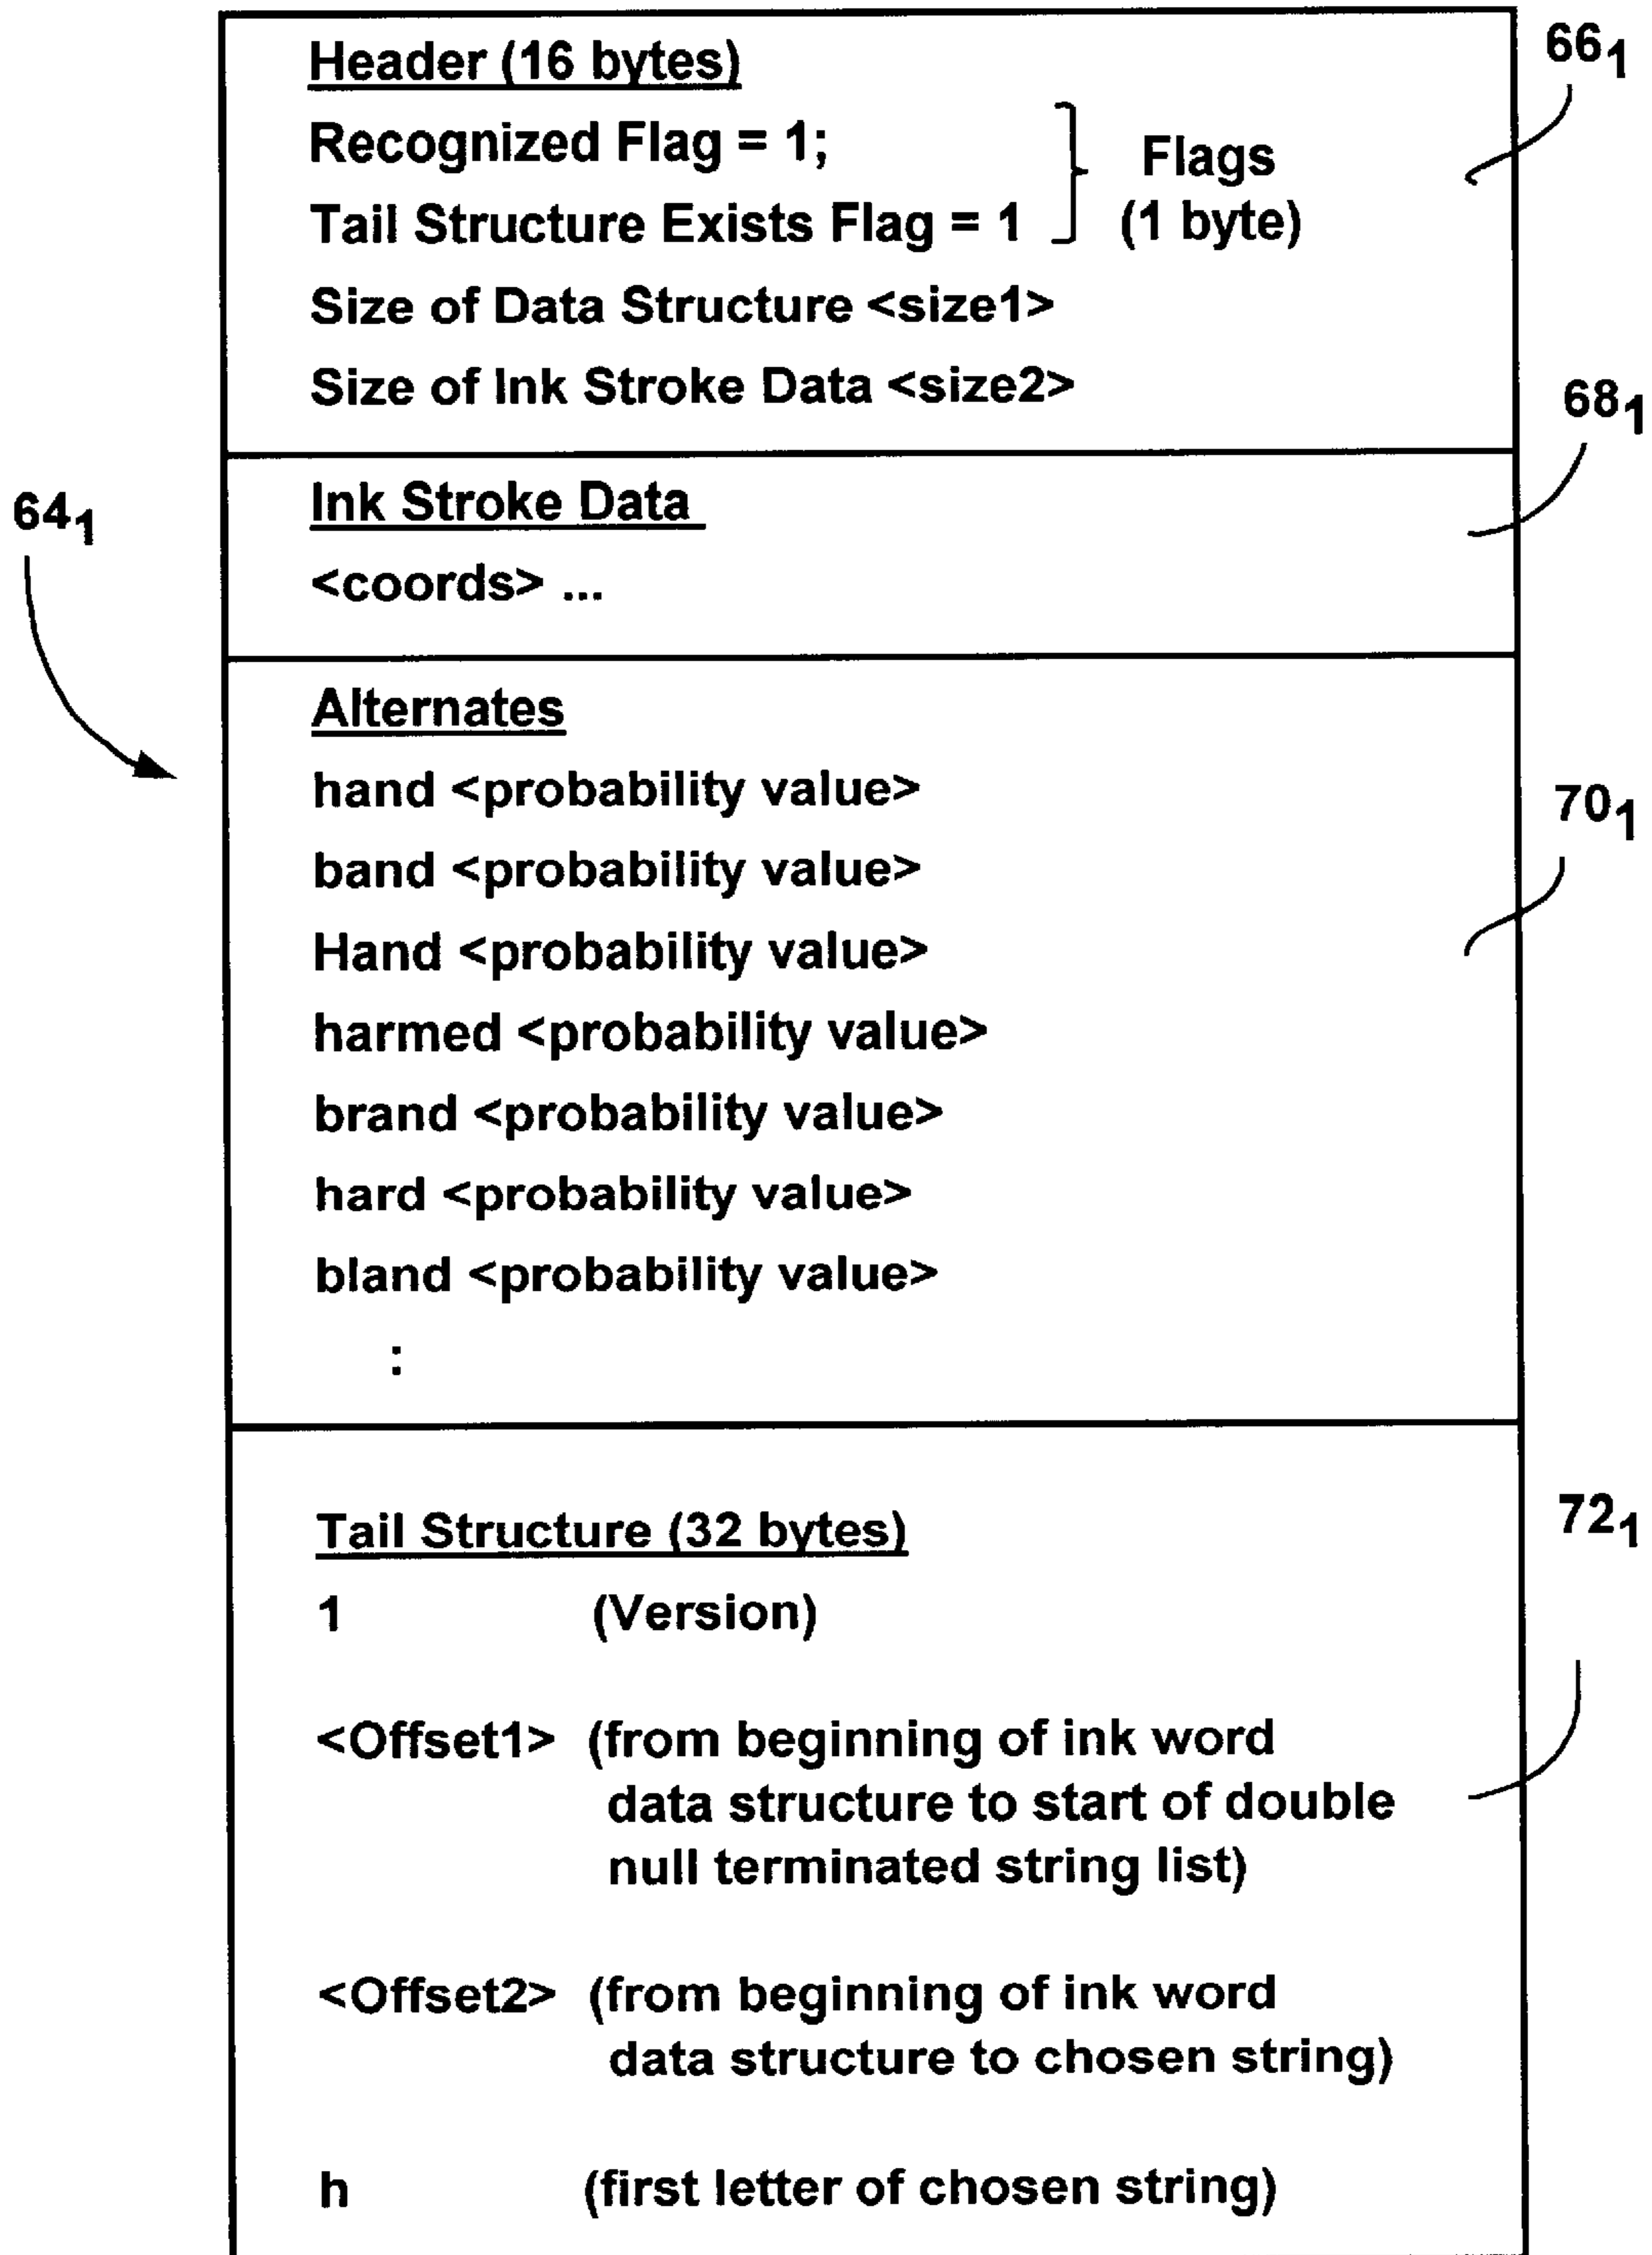 Header (16 bytes)
66₁
Recognized Flag = 1;
Flags
Tail Structure Exists Flag = 1
(1 byte)
Size of Data Structure <size1>
Size of Ink Stroke Data <size2>
68₁
64₁
Ink Stroke Data
<coords> ...
Alternates
hand <probability value>
70₁
band <probability value>
Hand <probability value>
harmed <probability value>
brand <probability value>
hard <probability value>
bland <probability value>
:
72₁
Tail Structure (32 bytes)
1 (Version)
<Offset1> (from beginning of ink word
data structure to start of double
null terminated string list)
<Offset2> (from beginning of ink word
data structure to chosen string)
h (first letter of chosen string)